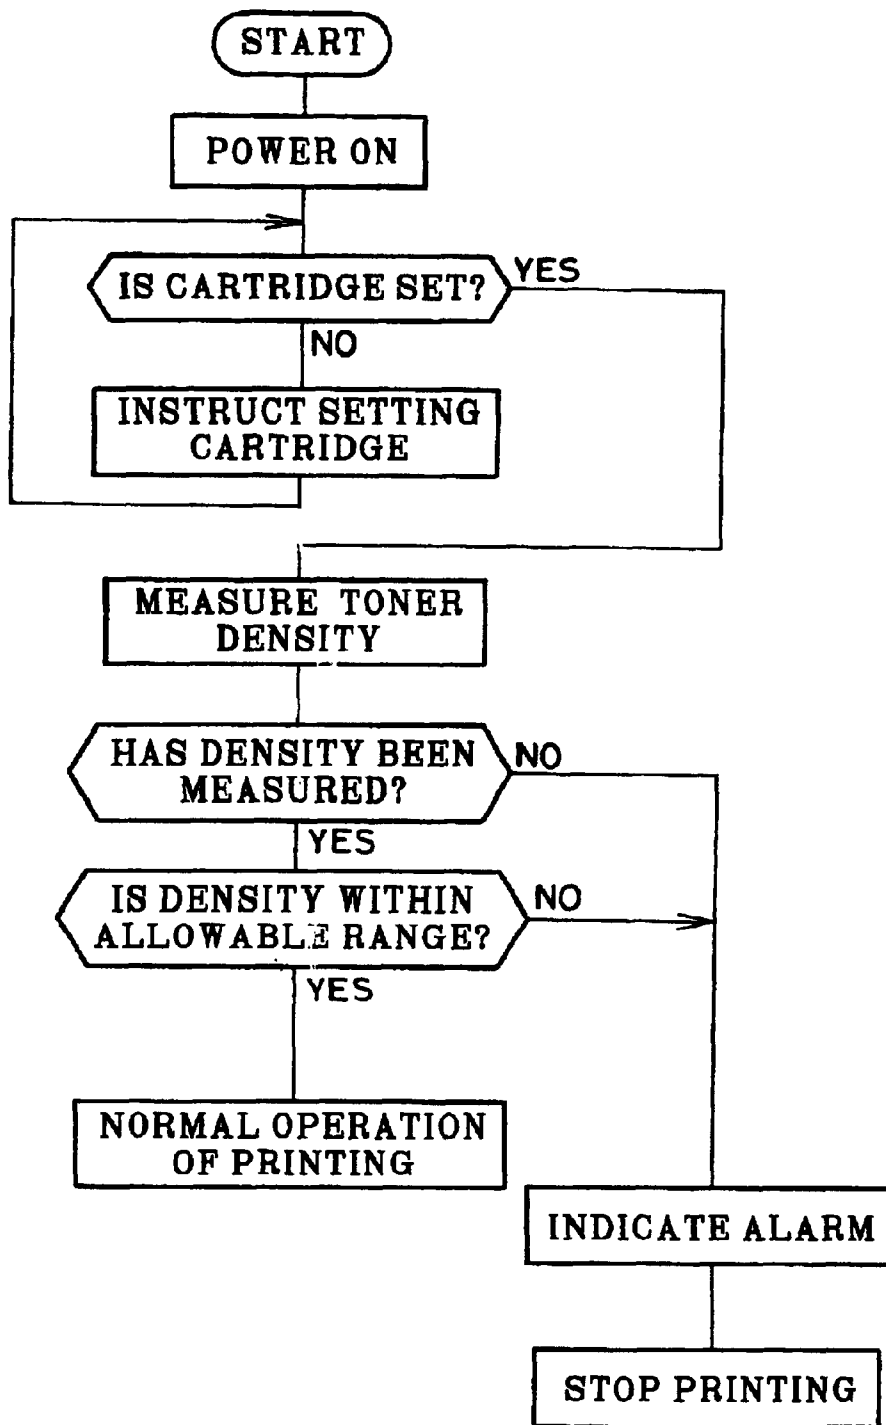 START
POWER ON
IS CARTRIDGE SET?
YES
NO
INSTRUCT SETTING
CARTRIDGE
MEASURE TONER
DENSITY
HAS DENSITY BEEN
MEASURED?
NO
YES
IS DENSITY WITHIN
ALLOWABLE RANGE?
NO
YES
NORMAL OPERATION
OF PRINTING
INDICATE ALARM
STOP PRINTING